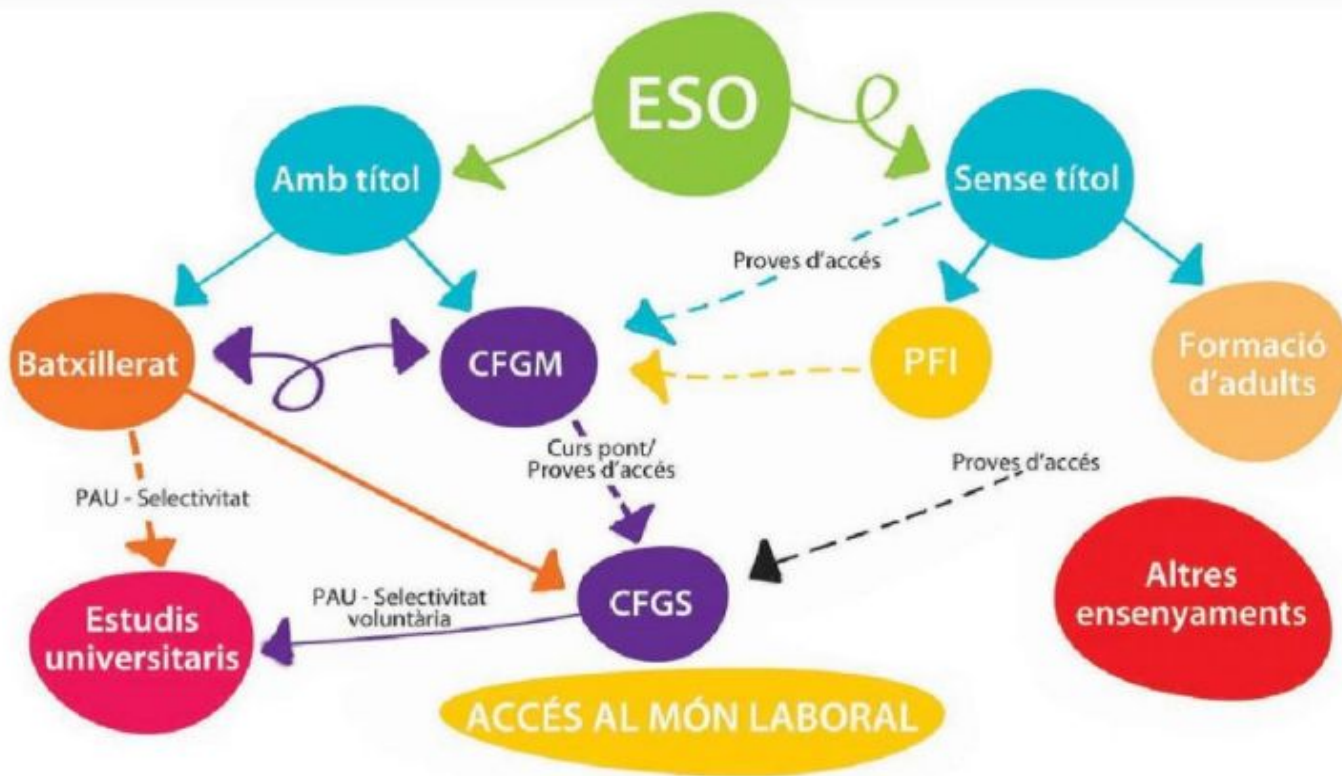 ESO
Amb títol
Sense títol
Proves d'accés
Batxillerat
CFGM
PFI
Formació
d'adults
Curs pont/
Proves d'accés
Proves d'accés
PAU - Selectivitat
Altres
ensenyaments
Estudis
universitaris
PAU - Selectivitat
voluntària
CFGS
ACCÉS AL MÓN LABORAL